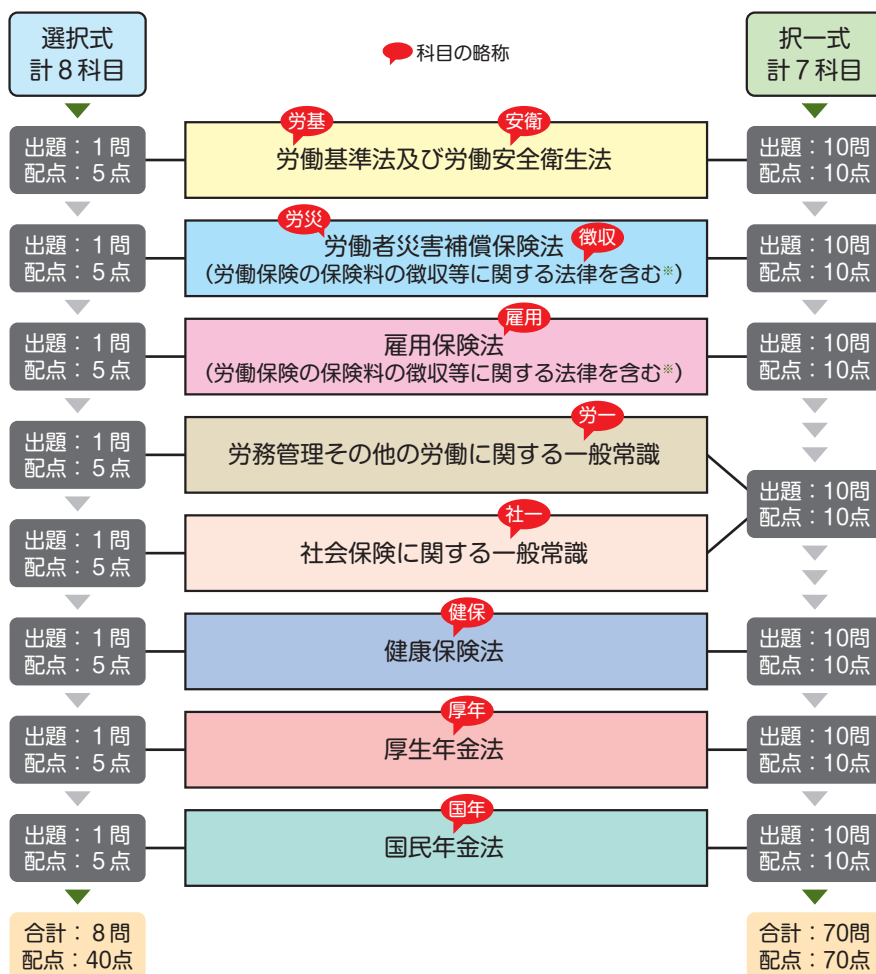 選択式
計8科目
科目の略称
択一式
計7科目
出題：1問
配点：5点
労基
安衛
労働基準法及び労働安全衛生法
出題：10問
配点：10点
出題：1問
配点：5点
労災
労働者災害補償保険法
徴収
（労働保険の保険料の徴収等に関する法律を含む※）
出題：10問
配点：10点
出題：1問
配点：5点
雇用
雇用保険法
（労働保険の保険料の徴収等に関する法律を含む※）
出題：10問
配点：10点
出題：1問
配点：5点
労一
労務管理その他の労働に関する一般常識
出題：10問
配点：10点
出題：1問
配点：5点
社一
社会保険に関する一般常識
出題：1問
配点：5点
健保
健康保険法
出題：10問
配点：10点
出題：1問
配点：5点
厚年
厚生年金法
出題：10問
配点：10点
出題：1問
配点：5点
国年
国民年金法
出題：10問
配点：10点
合計：8問
配点：40点
合計：70問
配点：70点